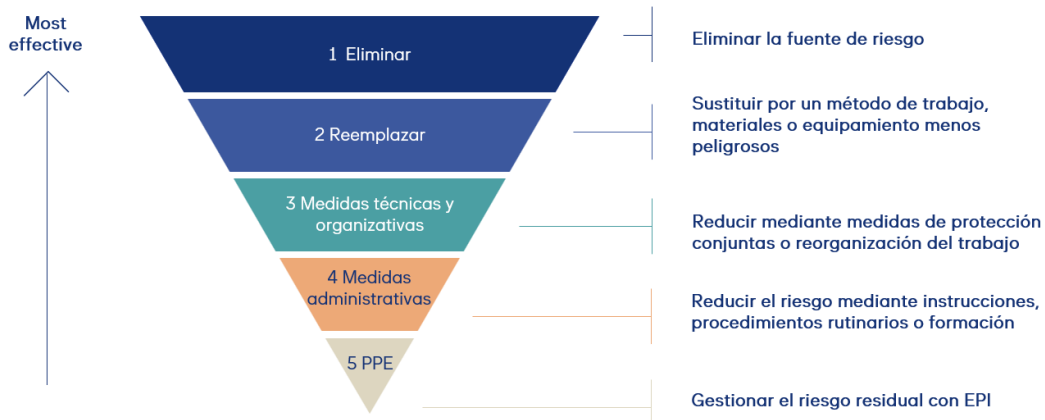 Most
effective
1 Eliminar
Eliminar la fuente de riesgo
2 Reemplazar
Sustituir por un método de trabajo,
materiales o equipamiento menos
peligrosos
3 Medidas técnicas y
organizativas
Reducir mediante medidas de protección
conjuntas o reorganización del trabajo
4 Medidas
administrativas
Reducir el riesgo mediante instrucciones,
procedimientos rutinarios o formación
5 PPE
Gestionar el riesgo residual con EPI